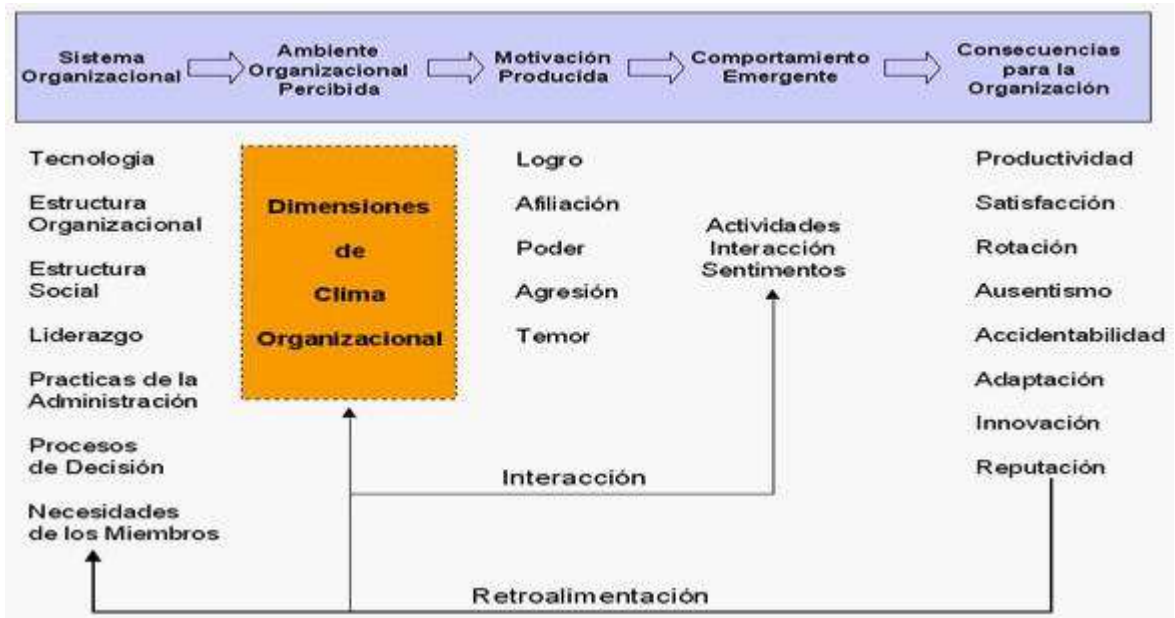 Sistema
Organizacional
Ambiente
Organizacional
Percibida
Motivación
Producida
Comportamiento
Emergente
Consecuencias
para la
Organización
Tecnologia
Estructura
Organizacional
Estructura
Social
Liderazgo
Practicas de la
Administración
Procesos
de Decisión
Necesidades
de los Miembros
Dimensiones
de
Clima
Organizacional
Logro
Afiliación
Poder
Agresión
Temor
Actividades
Interacción
Sentimentos
Productividad
Satisfacción
Rotación
Ausentismo
Accidentabilidad
Adaptación
Innovación
Reputación
Interacción
Retroalimentación